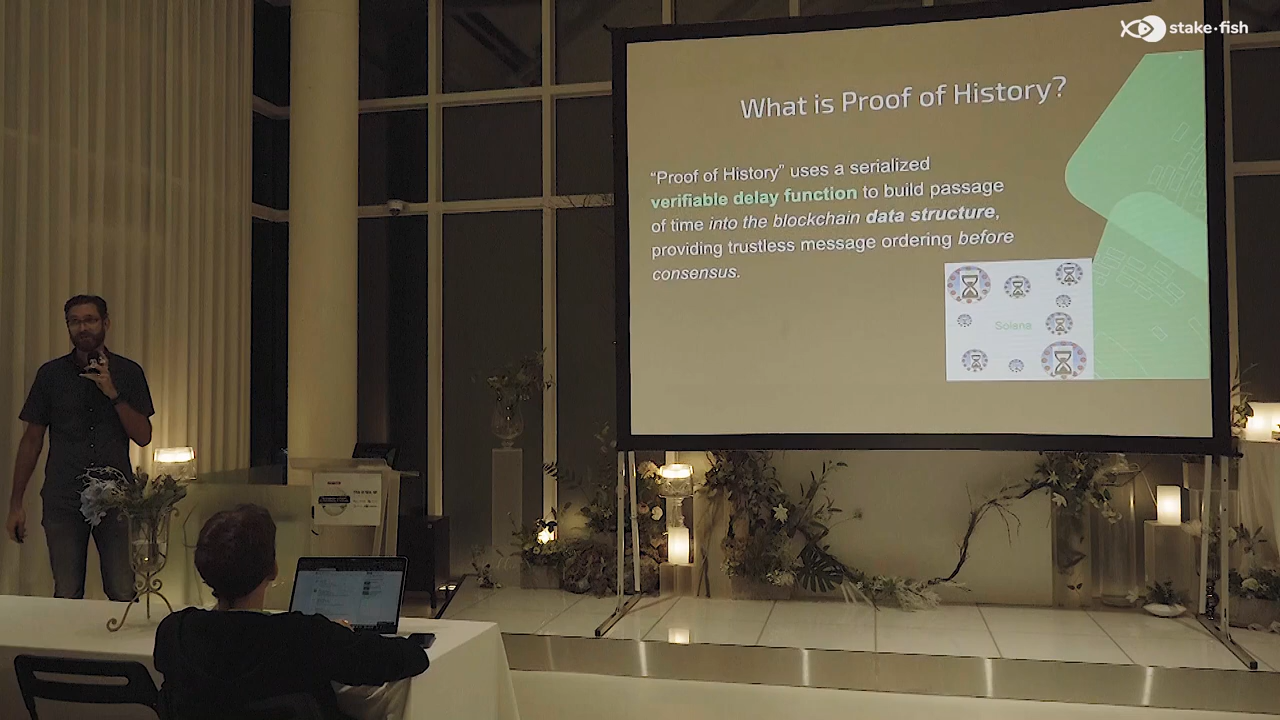 stake·fish
What is Proof of History?
“Proof of History” uses a serialized
verifiable delay function to build passage
of time into the blockchain data structure,
providing trustless message ordering before
consensus.
Solana